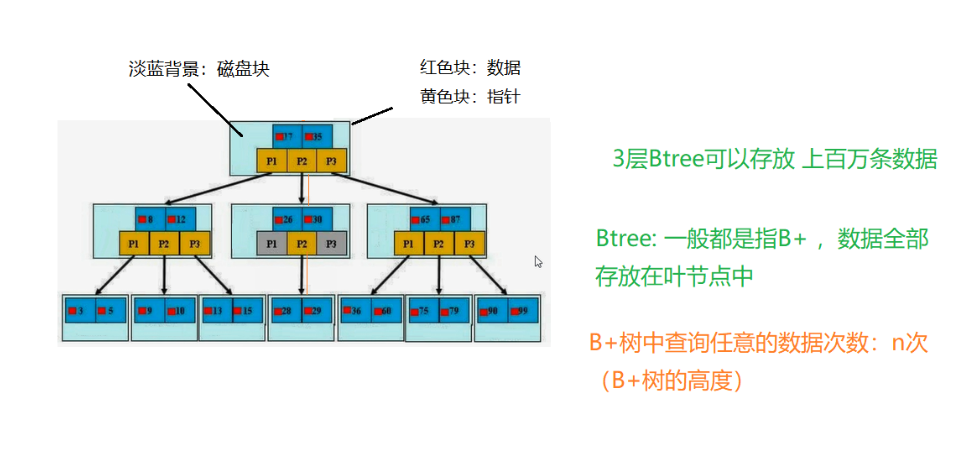 淡蓝背景：磁盘块
红色块：数据
黄色块：指针
17 35
P1 P2 P3
8 12
26 30
65 87
P1 P2 P3
P1 P2 P3
P1 P2 P3
3 5
9 10
13 15
28 29
36 60
75 79
90 99
3层Btree可以存放 上百万条数据
Btree: 一般都是指B+ ，数据全部
存放在叶节点中
B+树中查询任意的数据次数：n次
（B+树的高度）